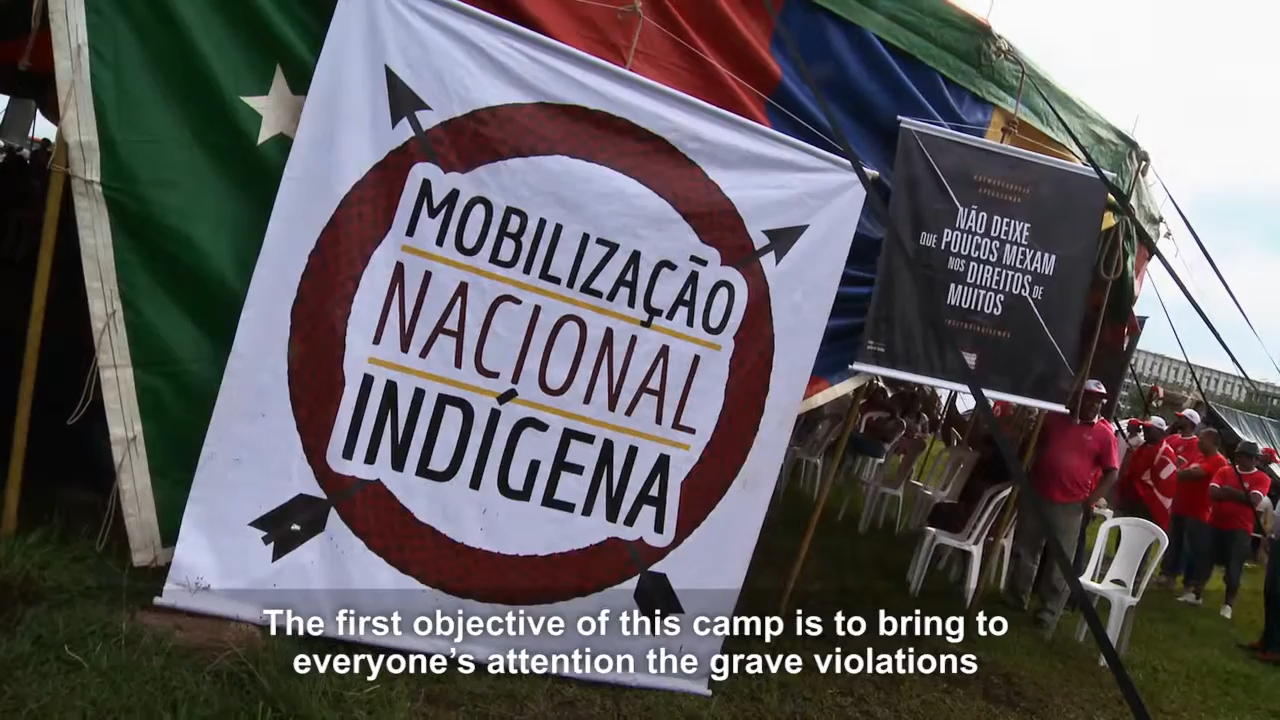 MOBILIZAÇÃO
NACIONAL
INDÍGENA
NÃO DEIXE
QUE POUCOS MEXAM
NOS DIREITOS DE
MUITOS
The first objective of this camp is to bring to
everyone's attention the grave violations